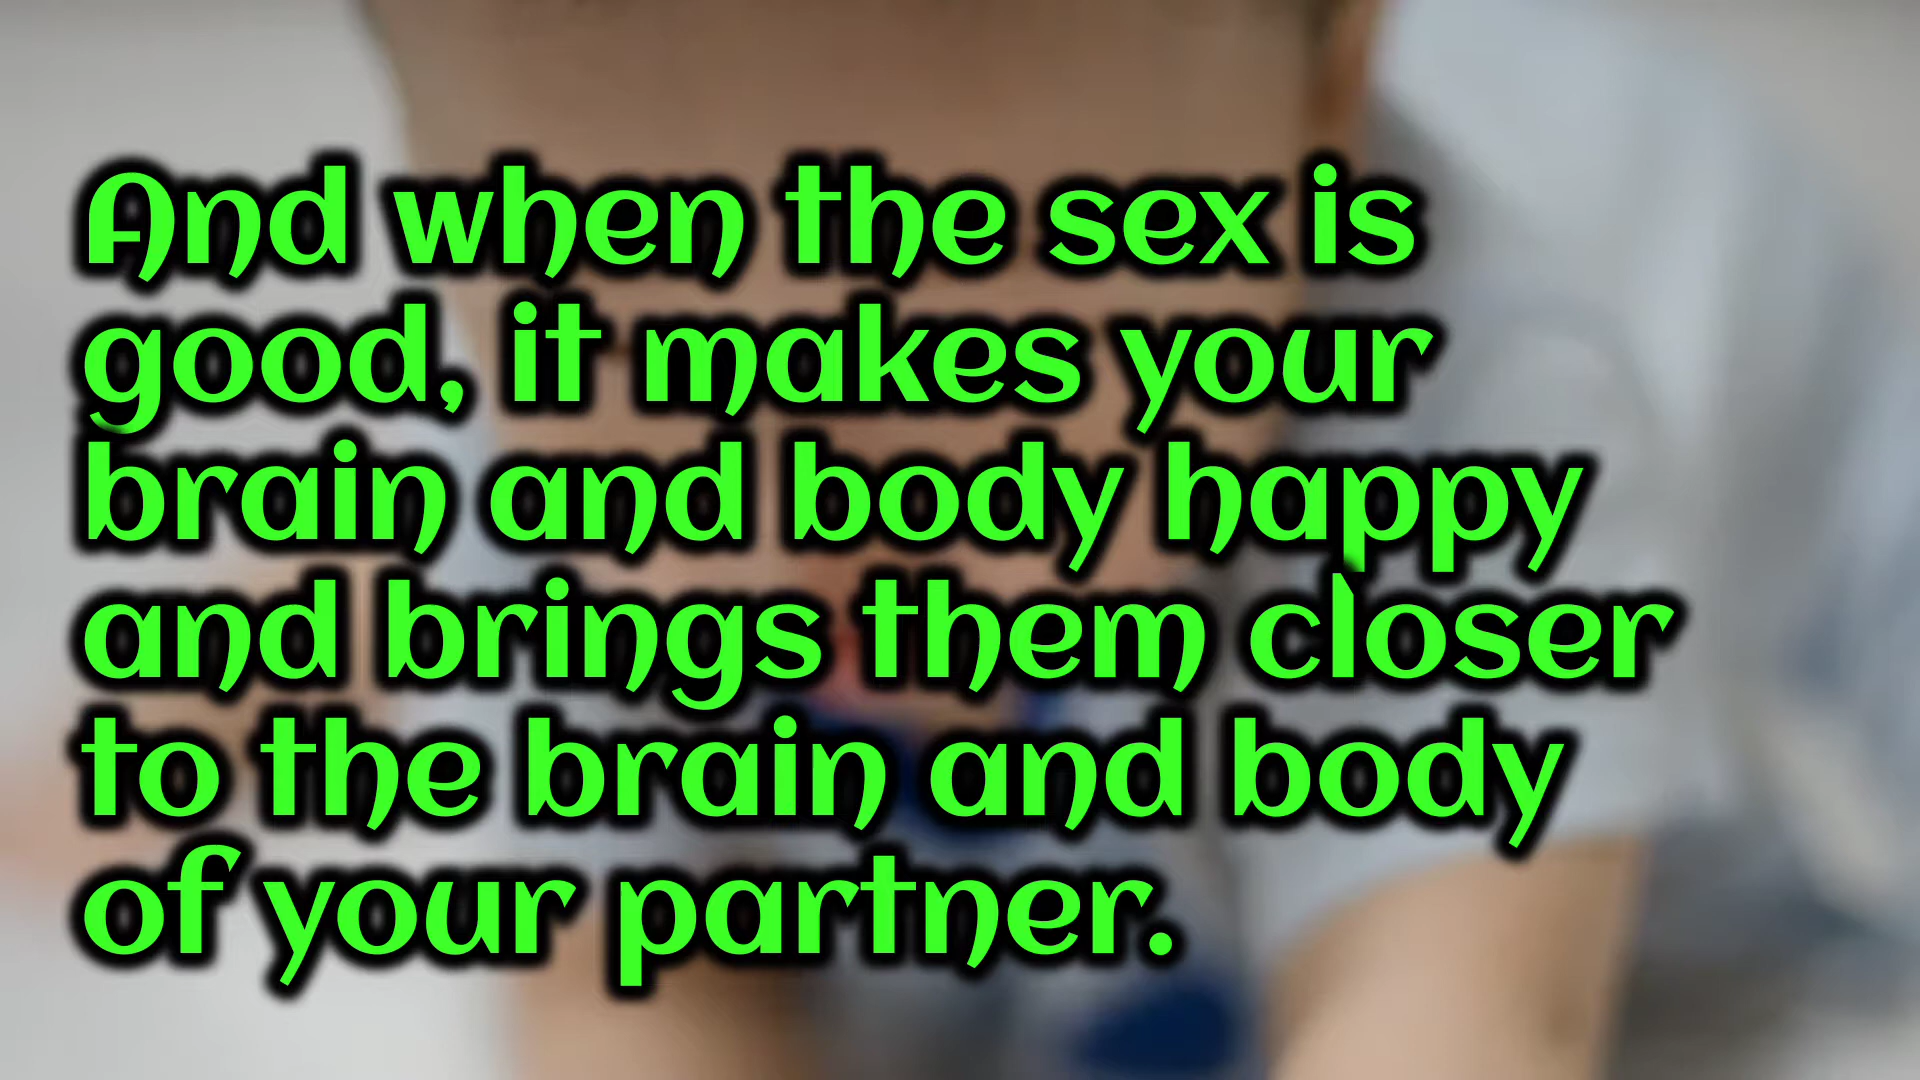 And when the sex is
good, it makes your
brain and body happy
and brings them closer
to the brain and body
of your partner.